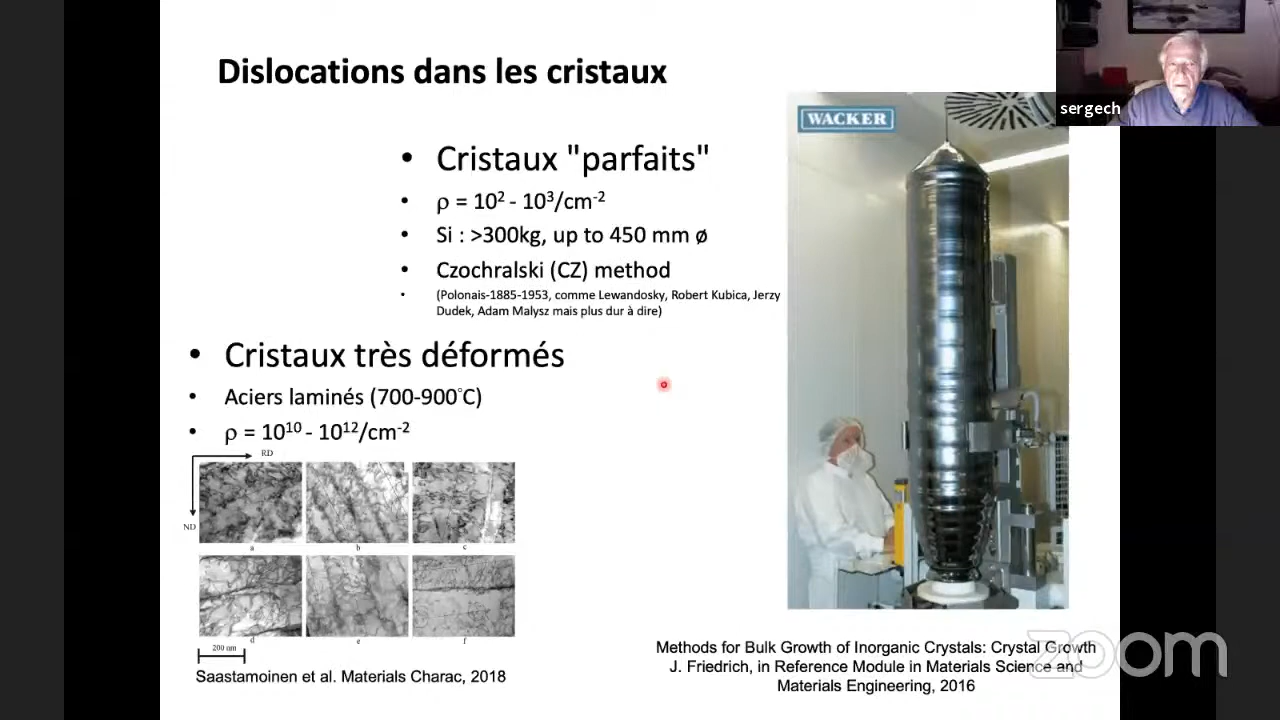 Dislocations dans les cristaux
sergech
WACKER
• Cristaux "parfaits"
• ρ = 10² - 10³/cm⁻²
• Si : >300kg, up to 450 mm ø
• Czochralski (CZ) method
• (Polonais-1885-1953, comme Lewandosky, Robert Kubica, Jerzy
Dudek, Adam Małysz mais plus dur à dire)
• Cristaux très déformés
• Aciers laminés (700-900°C)
• ρ = 10¹⁰ - 10¹²/cm⁻²
RD
ND
a b c
d e f
200 nm
Saastamoinen et al. Materials Charac, 2018
Methods for Bulk Growth of Inorganic Crystals: Crystal Growth
J. Friedrich, in Reference Module in Materials Science and
Materials Engineering, 2016
zoom